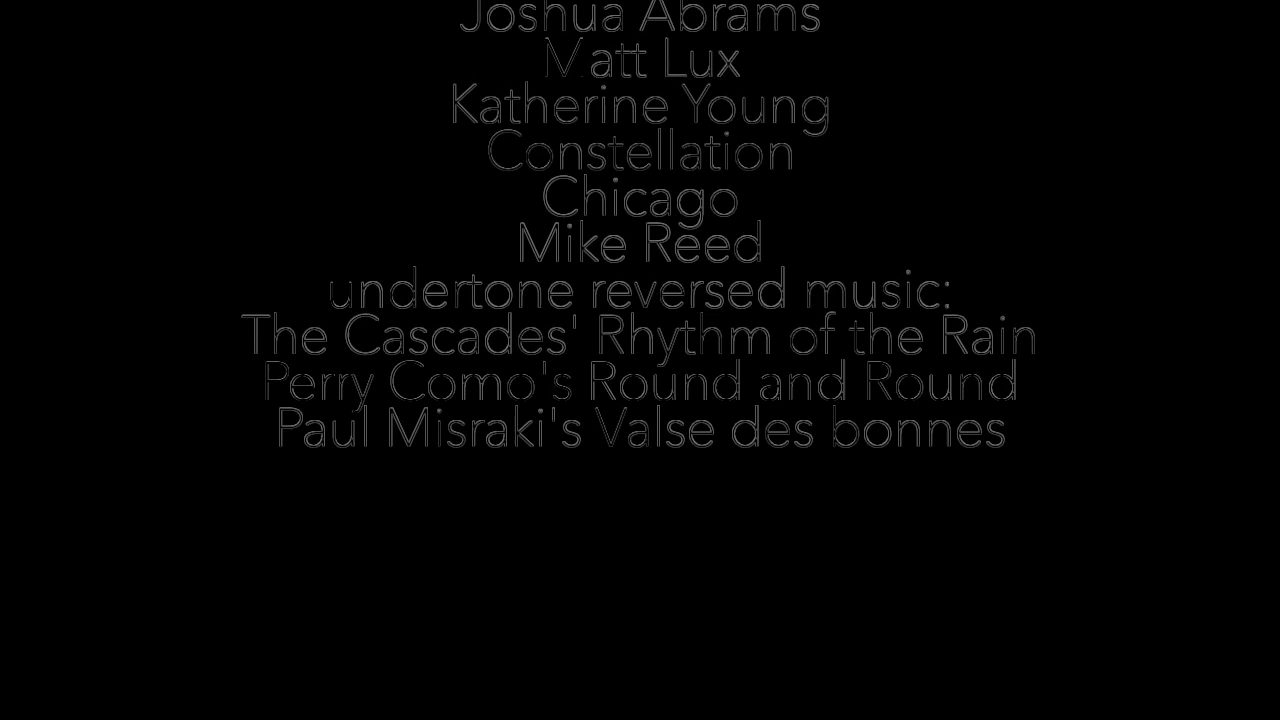 Joshua Abrams
Matt Lux
Katherine Young
Constellation
Chicago
Mike Reed
undertone reversed music:
The Cascades' Rhythm of the Rain
Perry Como's Round and Round
Paul Misraki's Valse des bonnes